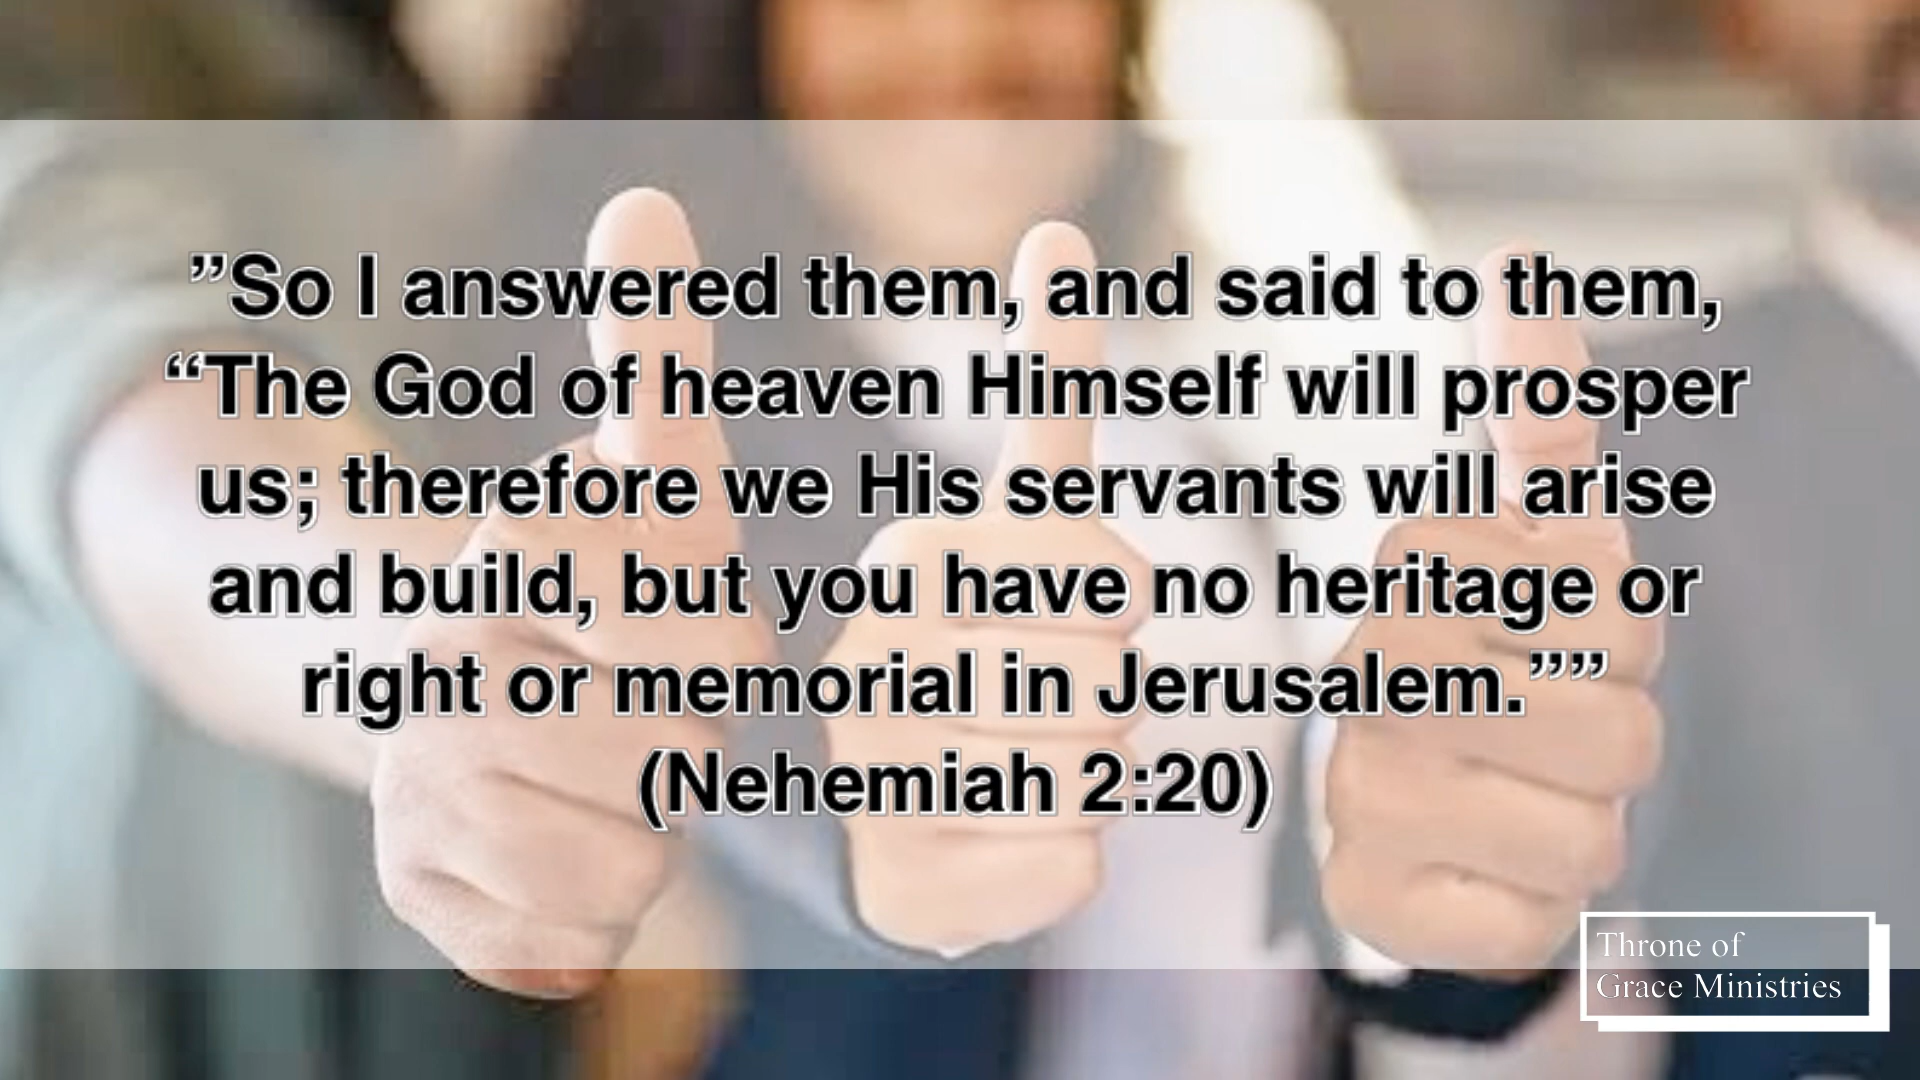 ”So I answered them, and said to them,
“The God of heaven Himself will prosper
us; therefore we His servants will arise
and build, but you have no heritage or
right or memorial in Jerusalem.””
(Nehemiah 2:20)
Throne of
Grace Ministries